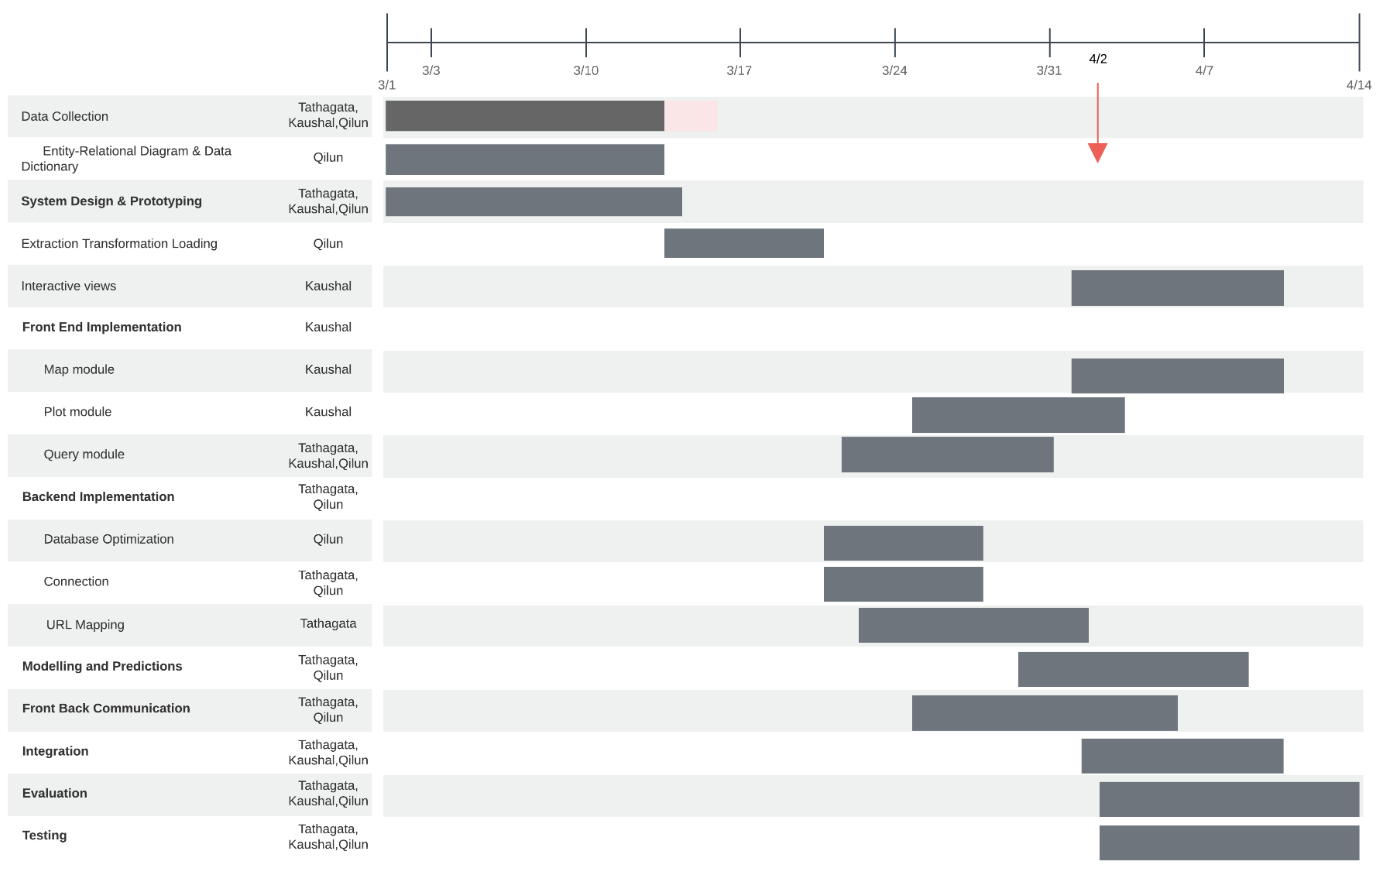 4/2
3/3
3/10
3/17
3/24
3/31
4/7
3/1
4/14
Data Collection
Tathagata,
Kaushal,Qilun
Entity-Relational Diagram & Data
Dictionary
Qilun
System Design & Prototyping
Tathagata,
Kaushal,Qilun
Extraction Transformation Loading
Qilun
Interactive views
Kaushal
Front End Implementation
Kaushal
Map module
Kaushal
Plot module
Kaushal
Query module
Tathagata,
Kaushal,Qilun
Backend Implementation
Tathagata,
Qilun
Database Optimization
Qilun
Connection
Tathagata,
Qilun
URL Mapping
Tathagata
Modelling and Predictions
Tathagata,
Qilun
Front Back Communication
Tathagata,
Qilun
Integration
Tathagata,
Kaushal,Qilun
Evaluation
Tathagata,
Kaushal,Qilun
Testing
Tathagata,
Kaushal,Qilun